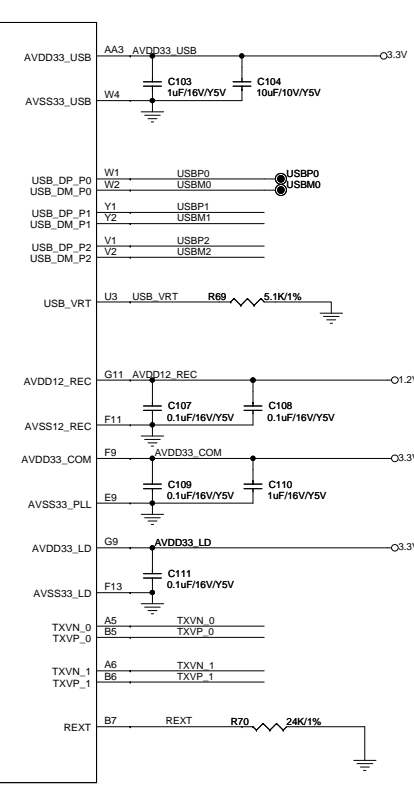 AVDD33_USB AA3 AVDD33_USB 3.3V
C103 C104
1uF/16V/Y5V 10uF/10V/Y5V
AVSS33_USB W4
USB_DP_P0 W1 USBP0 USBP0
USB_DM_P0 W2 USBM0 USBM0
USB_DP_P1 Y1 USBP1
USB_DM_P1 Y2 USBM1
USB_DP_P2 V1 USBP2
USB_DM_P2 V2 USBM2
USB_VRT U3 USB_VRT R69 5.1K/1%
AVDD12_REC G11 AVDD12_REC 1.2V
C107 C108
0.1uF/16V/Y5V 0.1uF/16V/Y5V
AVSS12_REC F11
AVDD33_COM F9 AVDD33_COM 3.3V
C109 C110
0.1uF/16V/Y5V 1uF/16V/Y5V
AVSS33_PLL E9
AVDD33_LD G9 AVDD33_LD 3.3V
C111
0.1uF/16V/Y5V
AVSS33_LD F13
TXVN_0 A5 TXVN_0
TXVP_0 B5 TXVP_0
TXVN_1 A6 TXVN_1
TXVP_1 B6 TXVP_1
REXT B7 REXT R70 24K/1%